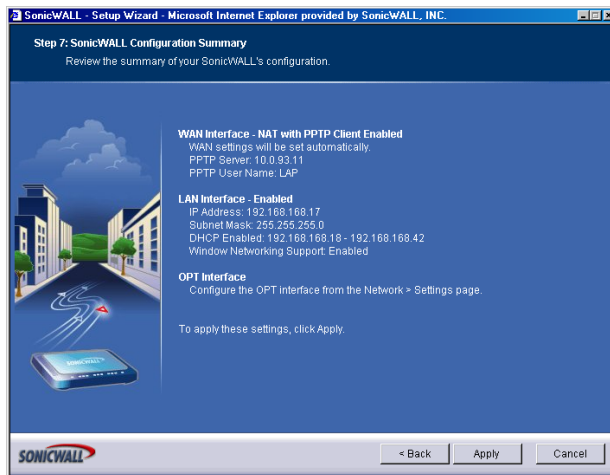 SonicWALL - Setup Wizard - Microsoft Internet Explorer provided by SonicWALL, INC.
Step 7: SonicWALL Configuration Summary
Review the summary of your SonicWALL's configuration.
WAN Interface - NAT with PPTP Client Enabled
WAN settings will be set automatically.
PPTP Server: 10.0.93.11
PPTP User Name: LAP
LAN Interface - Enabled
IP Address: 192.168.168.17
Subnet Mask: 255.255.255.0
DHCP Enabled: 192.168.168.18 - 192.168.168.42
Window Networking Support: Enabled
OPT Interface
Configure the OPT interface from the Network > Settings page.
To apply these settings, click Apply.
SONICWALL
SONICWALL
< Back Apply Cancel